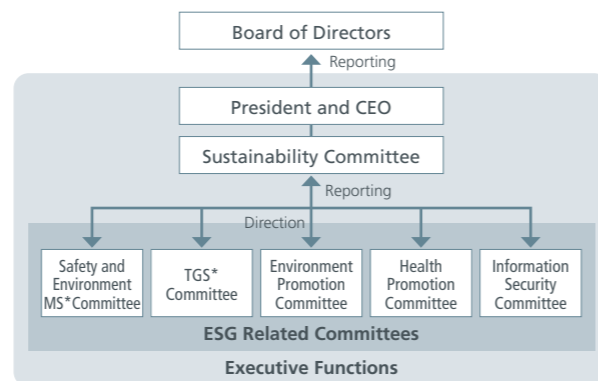 Board of Directors
Reporting
President and CEO
Sustainability Committee
Reporting
Direction
Safety and
Environment
MS*Committee
TGS*
Committee
Environment
Promotion
Committee
Health
Promotion
Committee
Information
Security
Committee
ESG Related Committees
Executive Functions